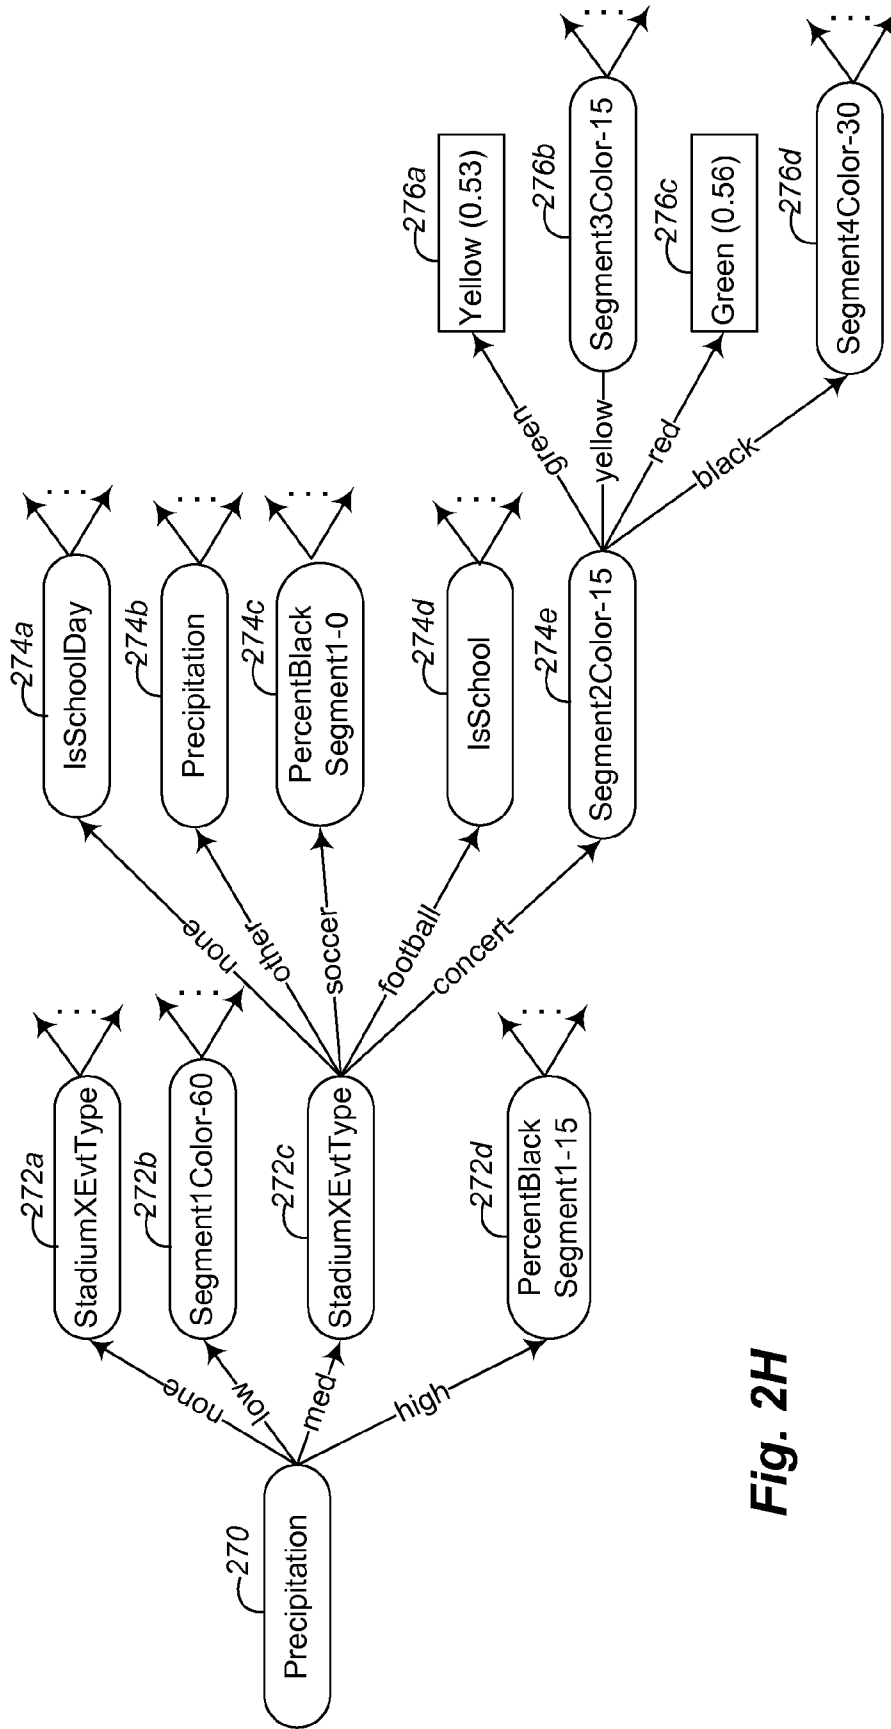 270
Precipitation
none
low
med
high
272a
StadiumXEvtType
...
272b
Segment1Color-60
...
272c
StadiumXEvtType
272d
PercentBlack
Segment1-15
...
none
other
soccer
football
concert
274a
IsSchoolDay
...
274b
Precipitation
...
274c
PercentBlack
Segment1-0
...
274d
IsSchool
...
274e
Segment2Color-15
green
yellow
red
black
276a
Yellow (0.53)
276b
Segment3Color-15
...
276c
Green (0.56)
276d
Segment4Color-30
...
Fig. 2H